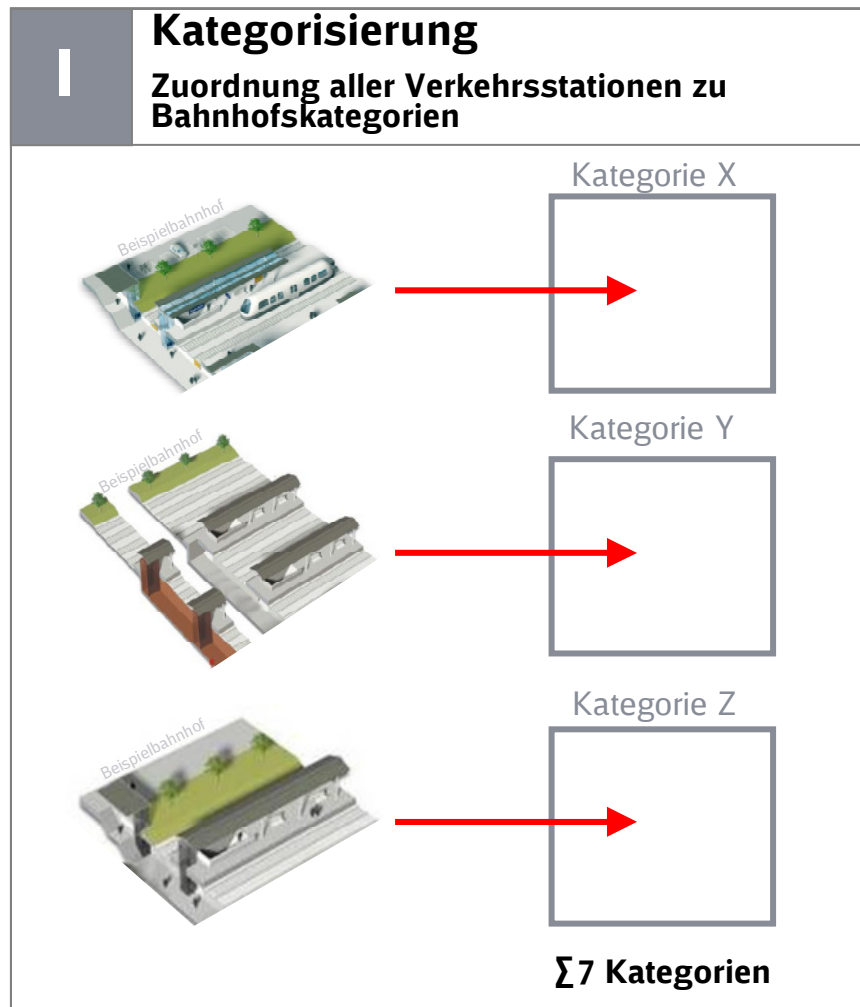 I
Kategorisierung
Zuordnung aller Verkehrsstationen zu
Bahnhofskategorien
Kategorie X
Beispielbahnhof
Kategorie Y
Beispielbahnhof
Kategorie Z
Beispielbahnhof
∑7 Kategorien